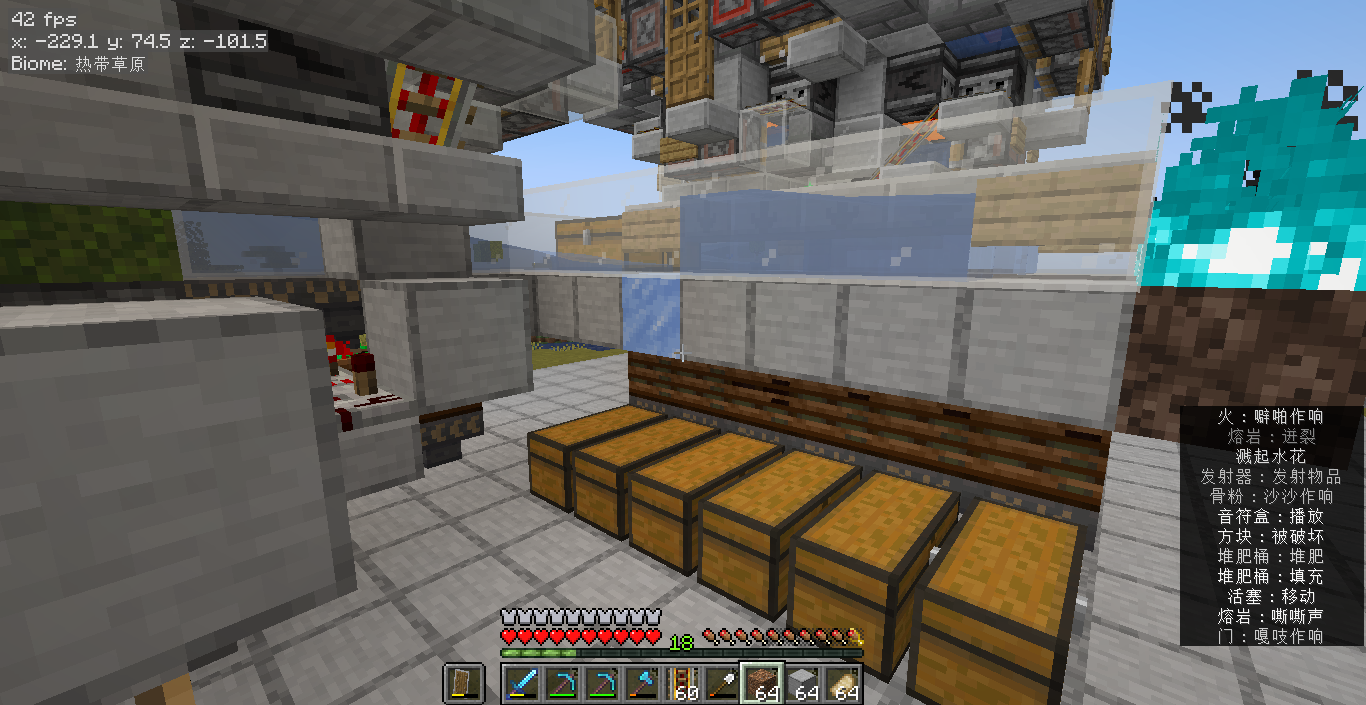 42 fps
x: -229.1 y: 74.5 z: -101.5
Biome: 热带草原
火：噼啪作响
熔岩：迸裂
溅起水花
发射器：发射物品
骨粉：沙沙作响
音符盒：播放
方块：被破坏
堆肥桶：堆肥
堆肥桶：填充
活塞：移动
熔岩：嘶嘶声
门：嘎吱作响
18
60
64
64
64